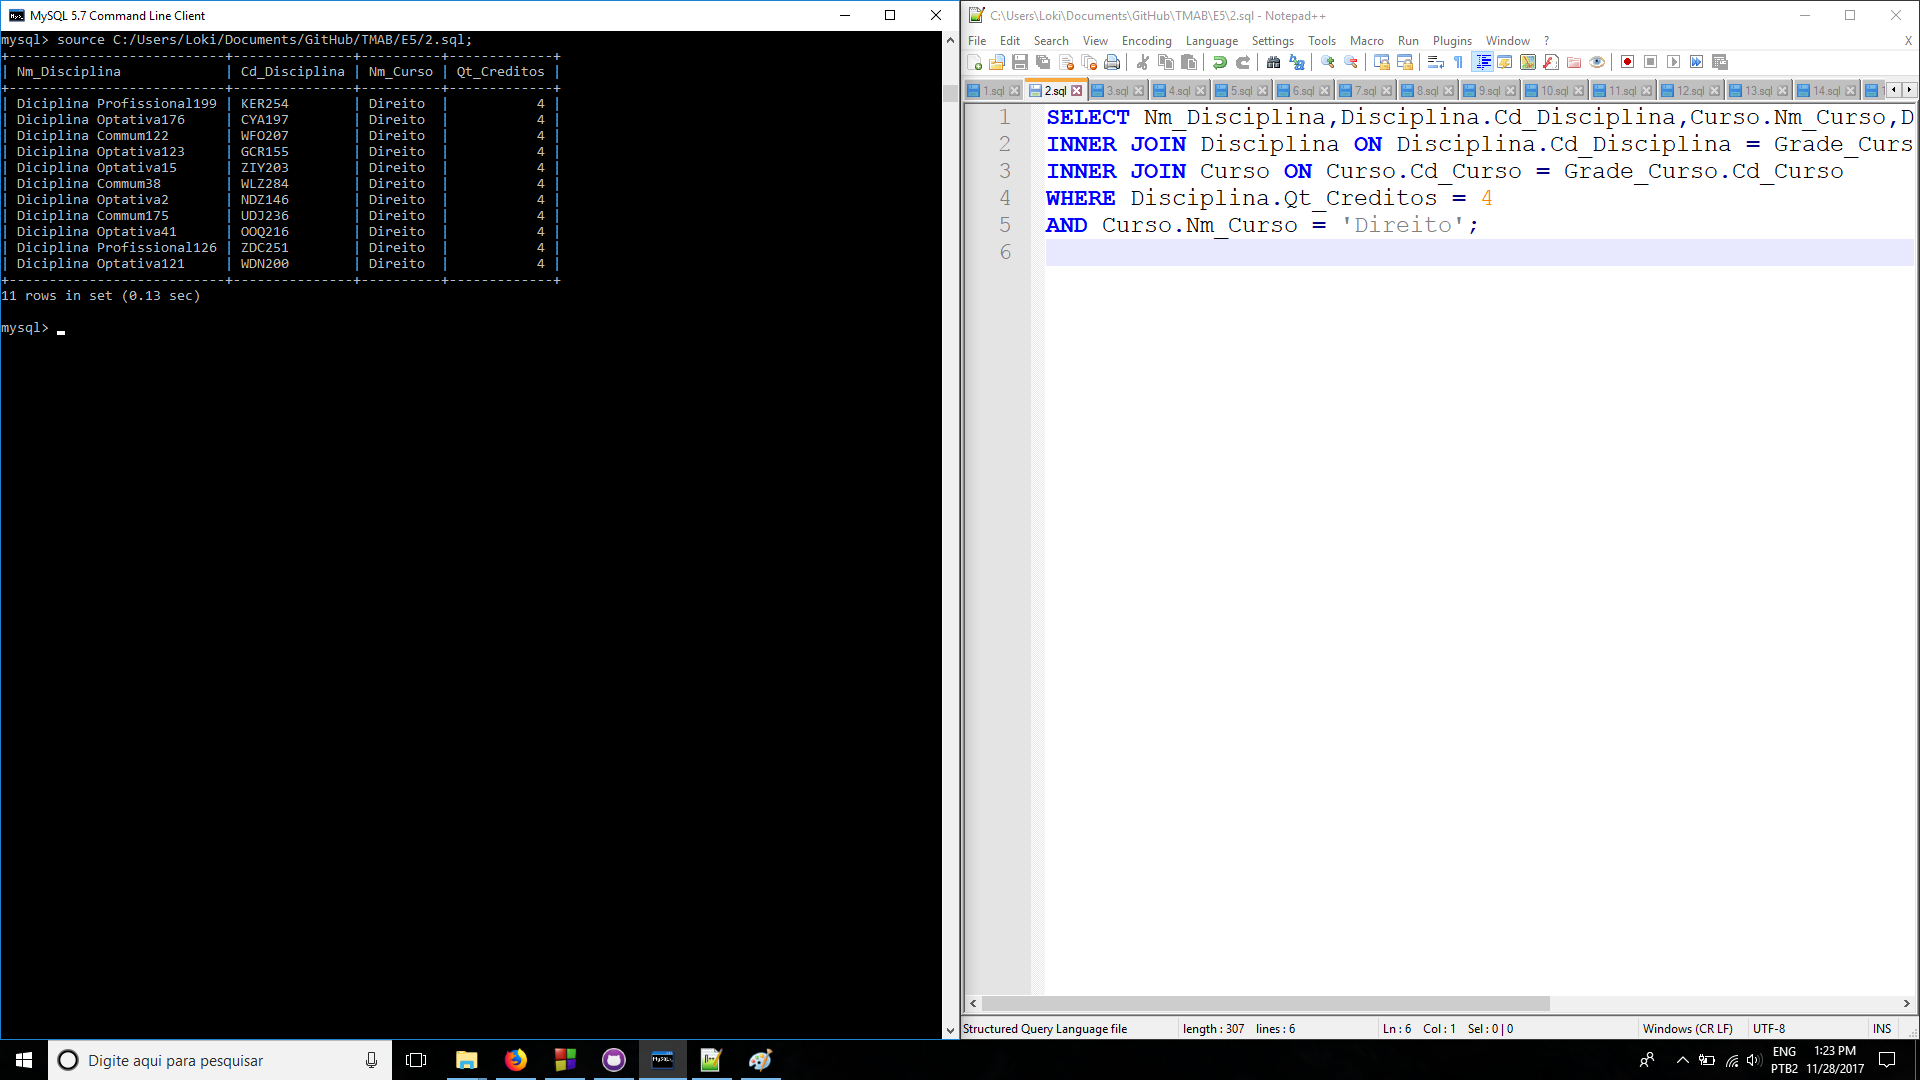 MySQL 5.7 Command Line Client
mysql> source C:/Users/Loki/Documents/GitHub/TMAB/E5/2.sql;
+---------------------------+---------------+----------+-------------+
| Nm_Disciplina | Cd_Disciplina | Nm_Curso | Qt_Creditos |
+---------------------------+---------------+----------+-------------+
| Diciplina Profissional199 | KER254 | Direito | 4 |
| Diciplina Optativa176 | CYA197 | Direito | 4 |
| Diciplina Commum122 | WFO207 | Direito | 4 |
| Diciplina Optativa123 | GCR155 | Direito | 4 |
| Diciplina Optativa15 | ZIY203 | Direito | 4 |
| Diciplina Commum38 | WLZ284 | Direito | 4 |
| Diciplina Optativa2 | NDZ146 | Direito | 4 |
| Diciplina Commum175 | UDJ236 | Direito | 4 |
| Diciplina Optativa41 | OOQ216 | Direito | 4 |
| Diciplina Profissional126 | ZDC251 | Direito | 4 |
| Diciplina Optativa121 | WDN200 | Direito | 4 |
+---------------------------+---------------+----------+-------------+
11 rows in set (0.13 sec)
mysql> _
C:\Users\Loki\Documents\GitHub\TMAB\E5\2.sql - Notepad++
File Edit Search View Encoding Language Settings Tools Macro Run Plugins Window ? X
1.sql 2.sql 3.sql 4.sql 5.sql 6.sql 7.sql 8.sql 9.sql 10.sql 11.sql 12.sql 13.sql 14.sql 1
1 SELECT Nm_Disciplina,Disciplina.Cd_Disciplina,Curso.Nm_Curso,D
2 INNER JOIN Disciplina ON Disciplina.Cd_Disciplina = Grade_Curs
3 INNER JOIN Curso ON Curso.Cd_Curso = Grade_Curso.Cd_Curso
4 WHERE Disciplina.Qt_Creditos = 4
5 AND Curso.Nm_Curso = 'Direito';
6
Structured Query Language file length : 307 lines : 6 Ln : 6 Col : 1 Sel : 0 | 0 Windows (CR LF) UTF-8 INS
Digite aqui para pesquisar
ENG 1:23 PM
PTB2 11/28/2017